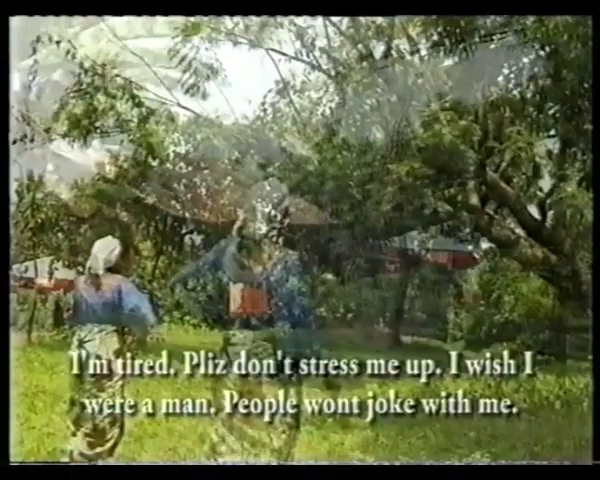 I'm tired. Pliz don't stress me up. I wish I
were a man. People wont joke with me.